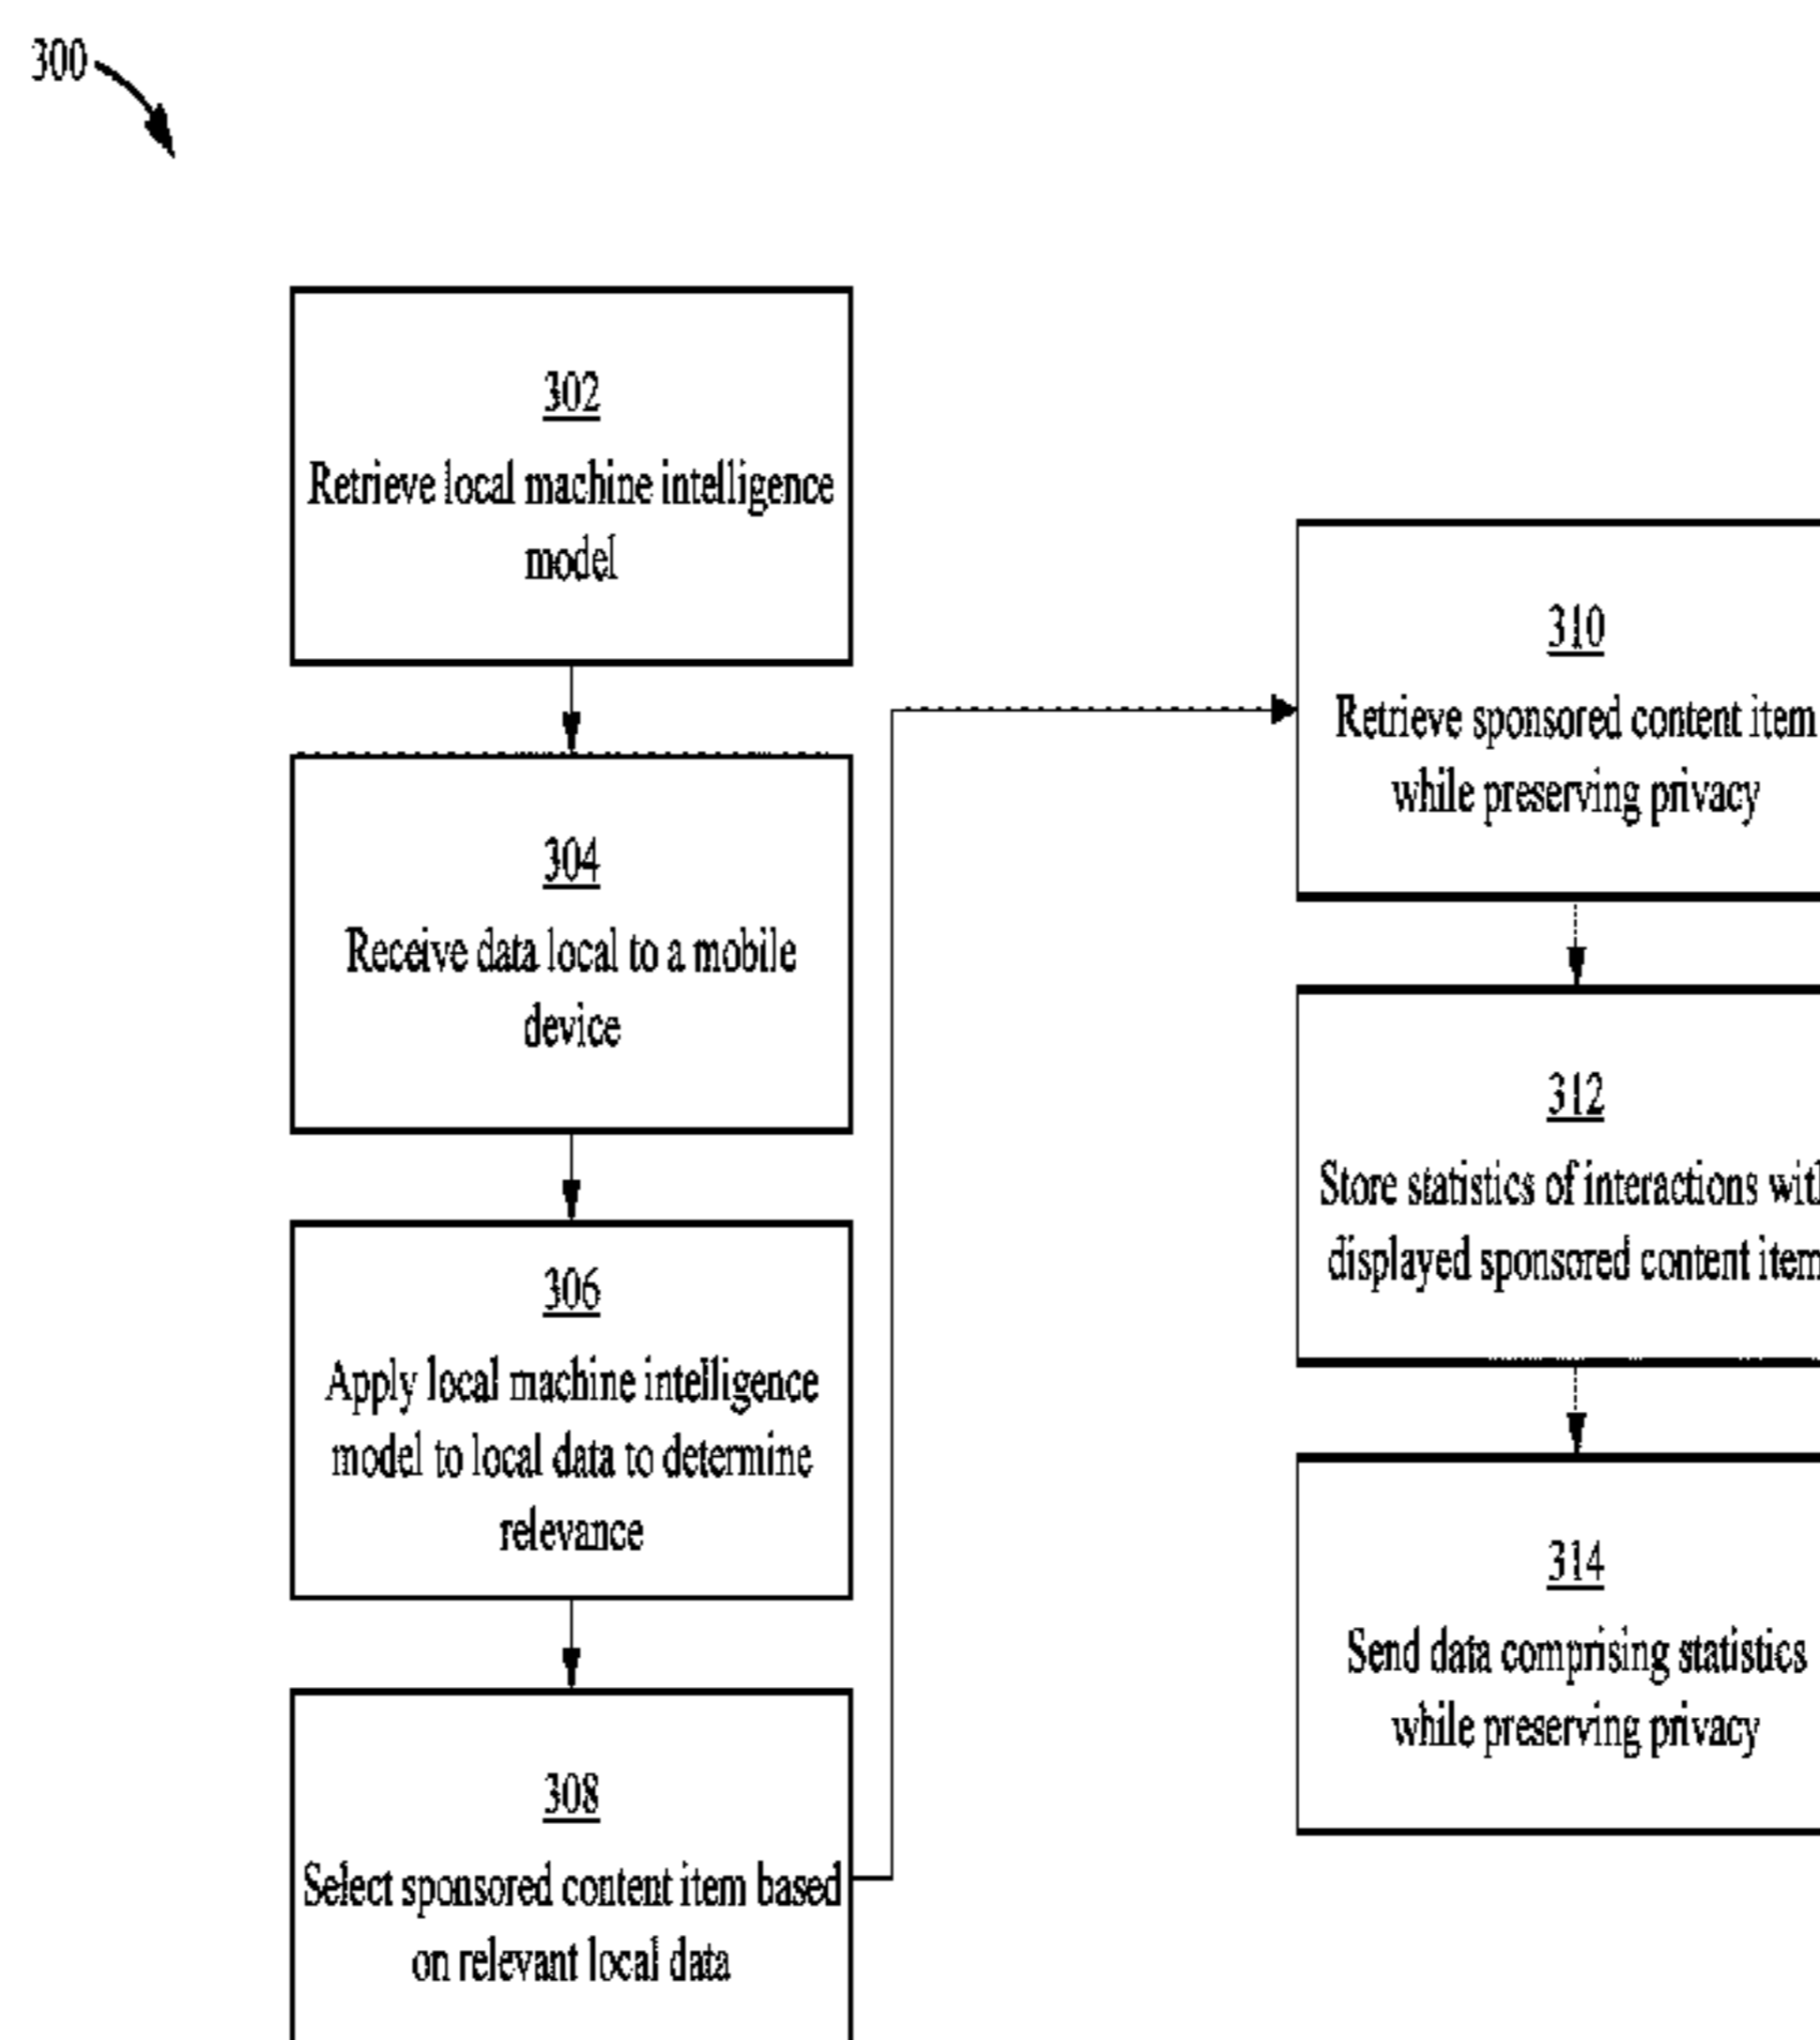 300
302
Retrieve local machine intelligence
model
304
Receive data local to a mobile
device
306
Apply local machine intelligence
model to local data to determine
relevance
308
Select sponsored content item based
on relevant local data
310
Retrieve sponsored content item
while preserving privacy
312
Store statistics of interactions with
displayed sponsored content item
314
Send data comprising statistics
while preserving privacy